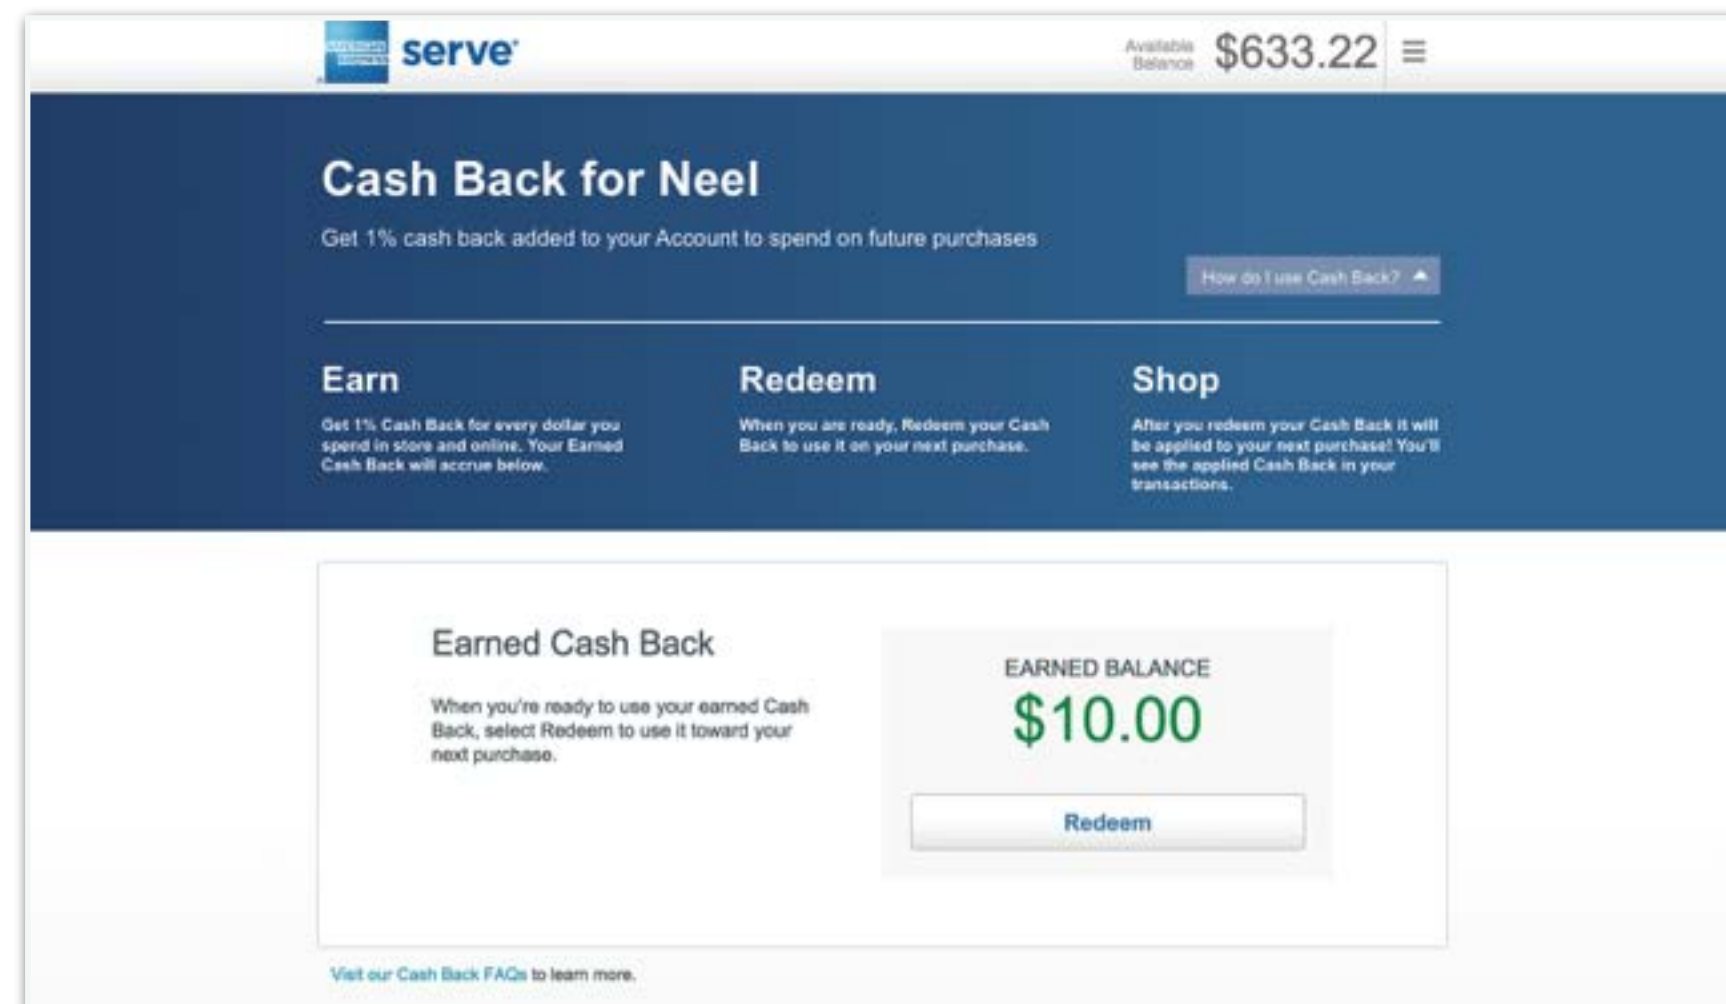 AMERICAN
EXPRESS
serve
Available
Balance
$633.22
Cash Back for Neel
Get 1% cash back added to your Account to spend on future purchases
How do I use Cash Back?
Earn
Get 1% Cash Back for every dollar you
spend in store and online. Your Earned
Cash Back will accrue below.
Redeem
When you are ready, Redeem your Cash
Back to use it on your next purchase.
Shop
After you redeem your Cash Back it will
be applied to your next purchase! You'll
see the applied Cash Back in your
transactions.
Earned Cash Back
When you're ready to use your earned Cash
Back, select Redeem to use it toward your
next purchase.
EARNED BALANCE
$10.00
Redeem
Visit our Cash Back FAQs to learn more.